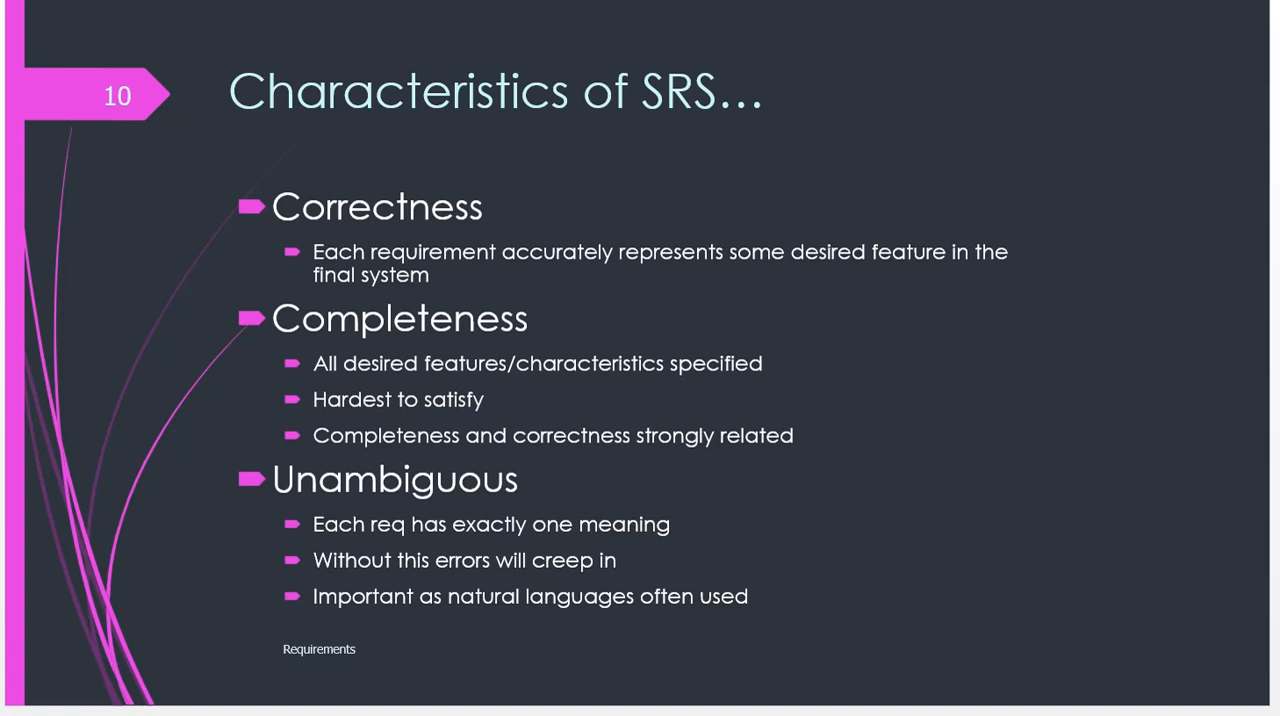 10
Characteristics of SRS...
Correctness
Each requirement accurately represents some desired feature in the
final system
Completeness
All desired features/characteristics specified
Hardest to satisfy
Completeness and correctness strongly related
Unambiguous
Each req has exactly one meaning
Without this errors will creep in
Important as natural languages often used
Requirements